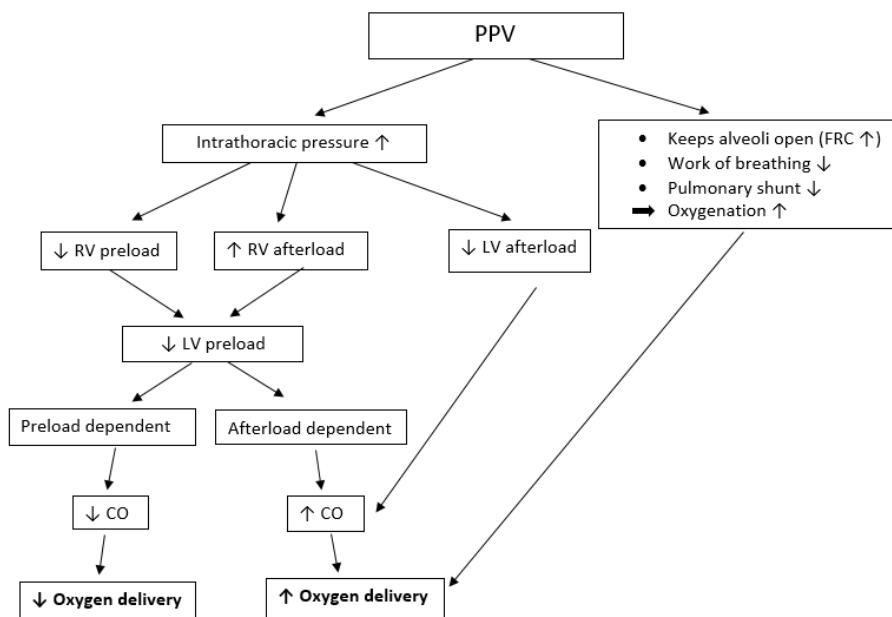 PPV
Intrathoracic pressure ↑
• Keeps alveoli open (FRC ↑)
• Work of breathing ↓
• Pulmonary shunt ↓
➡ Oxygenation ↑
↓ RV preload
↑ RV afterload
↓ LV afterload
↓ LV preload
Preload dependent
Afterload dependent
↓ CO
↑ CO
↓ Oxygen delivery
↑ Oxygen delivery